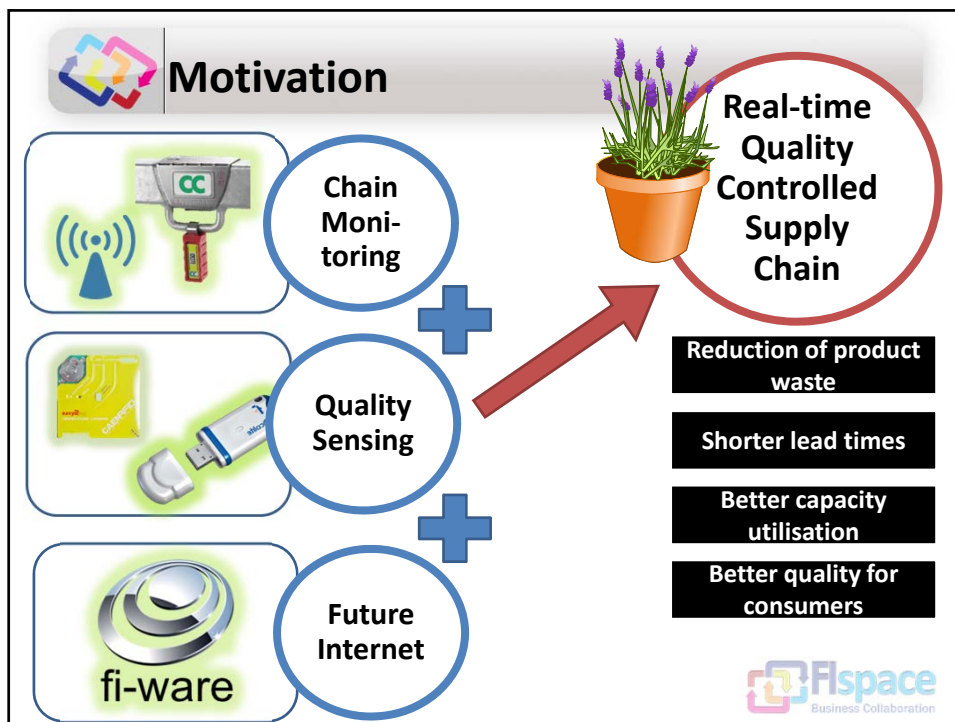 Motivation
CC
Chain
Moni-
toring
Quality
Sensing
fi-ware
Future
Internet
Real-time
Quality
Controlled
Supply
Chain
Reduction of product
waste
Shorter lead times
Better capacity
utilisation
Better quality for
consumers
FIspace
Business Collaboration